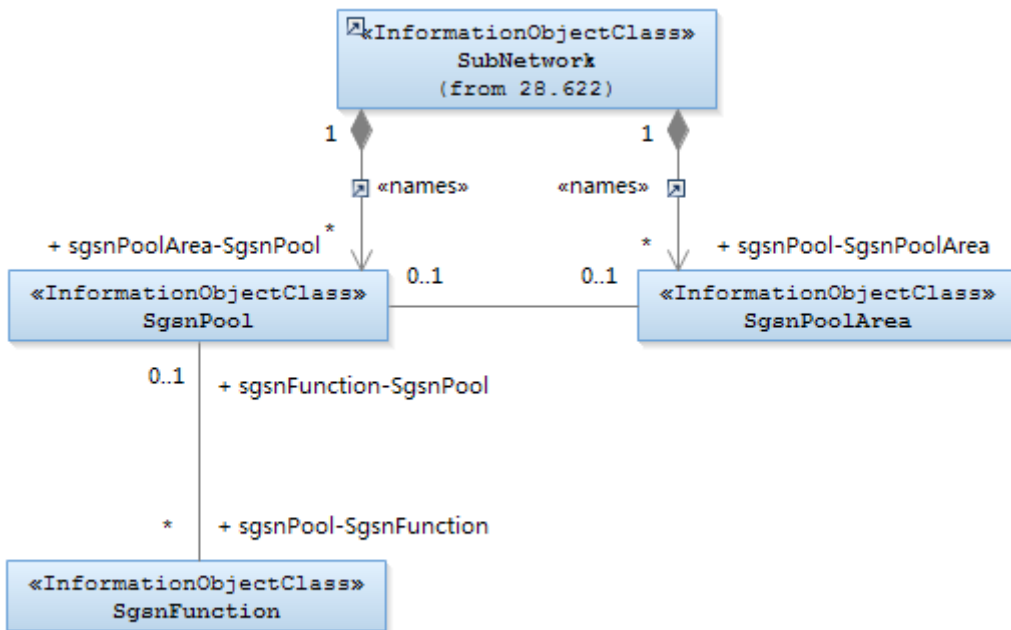 «InformationObjectClass»
SubNetwork
(from 28.622)
1
1
«names»
«names»
*
*
+ sgsnPoolArea-SgsnPool
+ sgsnPool-SgsnPoolArea
0..1
0..1
«InformationObjectClass»
SgsnPool
«InformationObjectClass»
SgsnPoolArea
0..1
+ sgsnFunction-SgsnPool
*
+ sgsnPool-SgsnFunction
«InformationObjectClass»
SgsnFunction